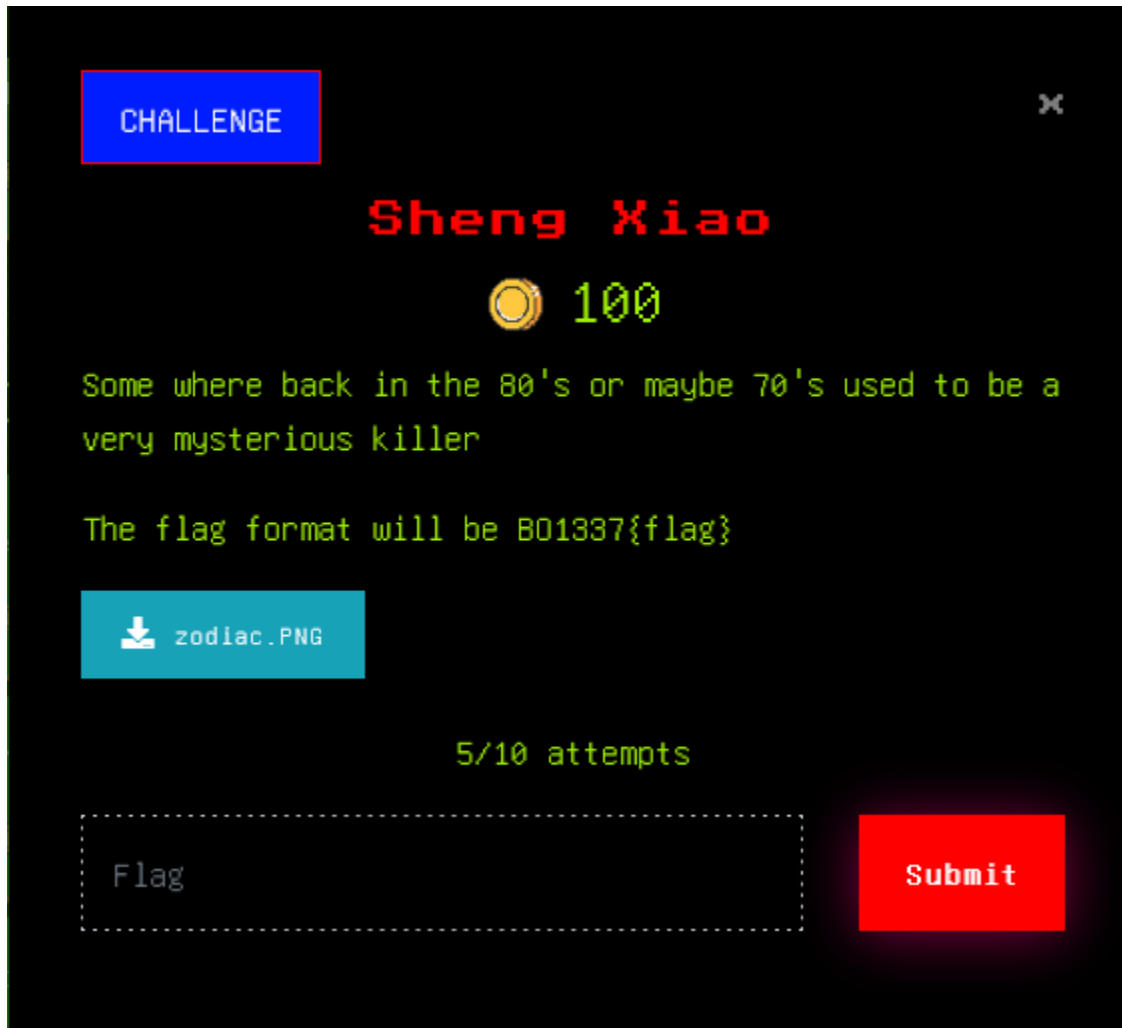 CHALLENGE
Sheng Xiao
100
Some where back in the 80's or maybe 70's used to be a
very mysterious killer
The flag format will be BO1337{flag}
zodiac.PNG
5/10 attempts
Flag
Submit